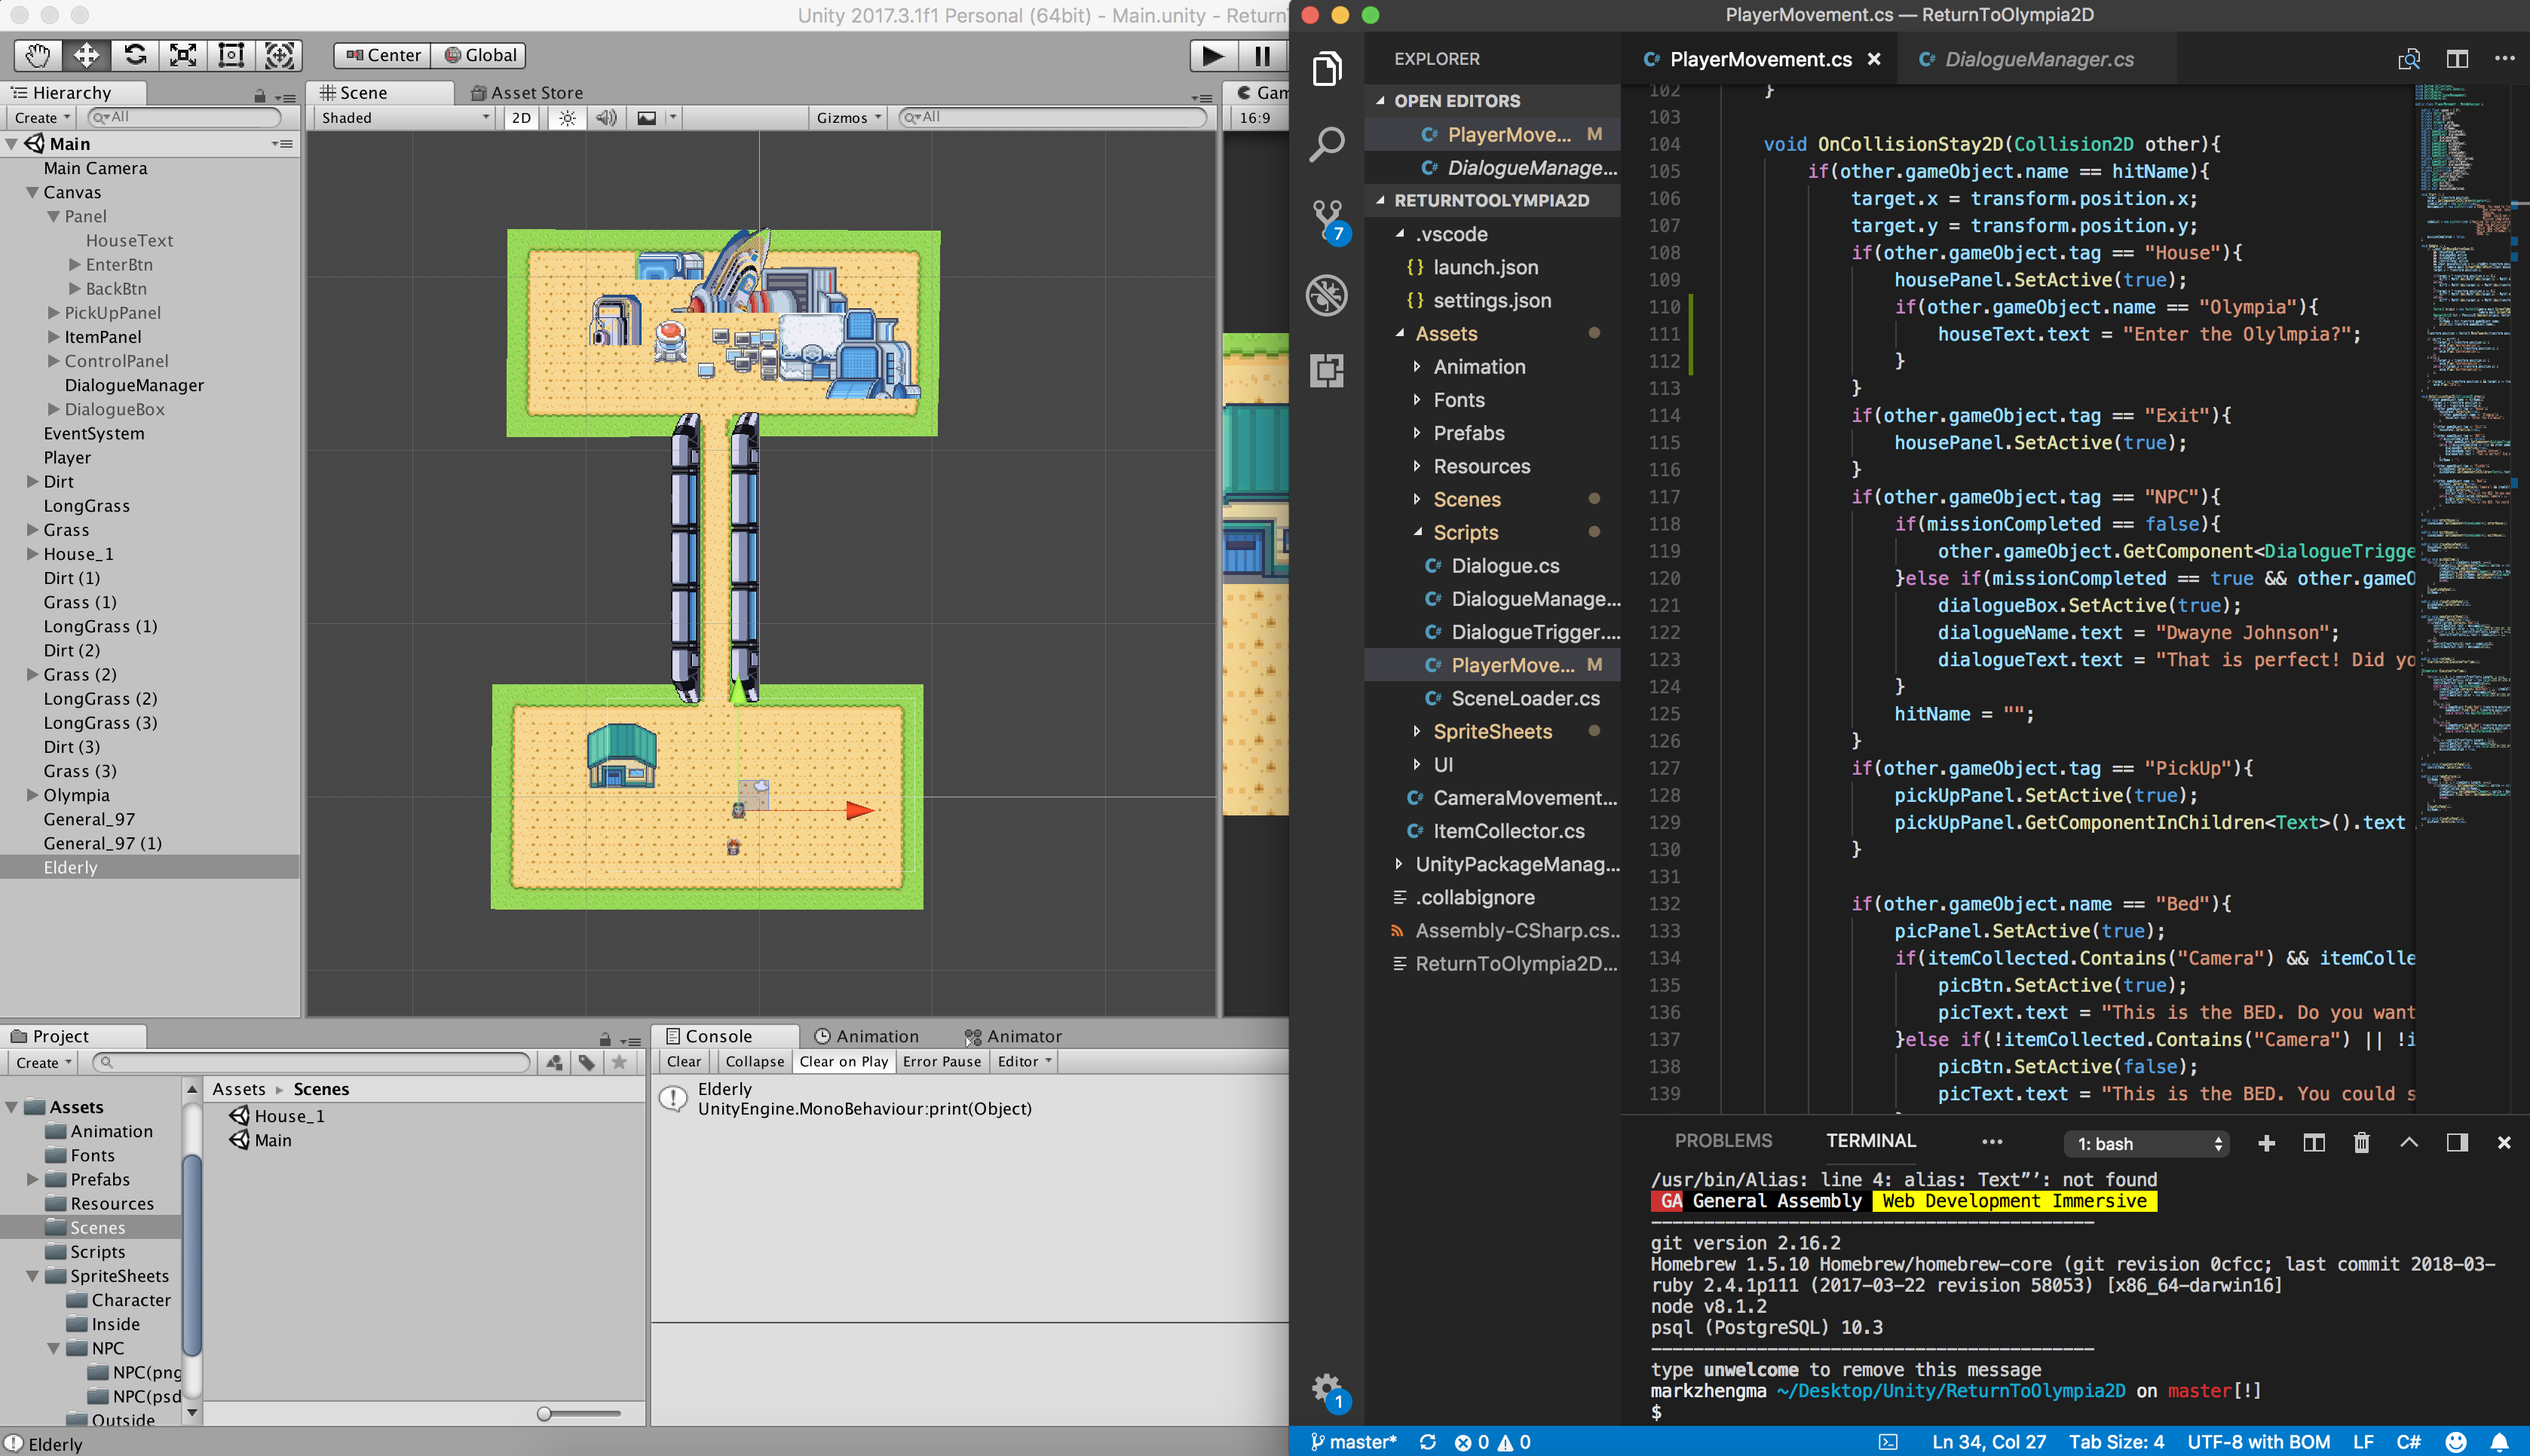 Unity 2017.3.1f1 Personal (64bit) - Main.unity - Return
Center
Global
Hierarchy
Create
All
Main
Main Camera
Canvas
Panel
HouseText
EnterBtn
BackBtn
PickUpPanel
ItemPanel
ControlPanel
DialogueManager
DialogueBox
EventSystem
Player
Dirt
LongGrass
Grass
House_1
Dirt (1)
Grass (1)
LongGrass (1)
Dirt (2)
Grass (2)
LongGrass (2)
LongGrass (3)
Dirt (3)
Grass (3)
Olympia
General_97
General_97 (1)
Elderly
Scene
Asset Store
Shaded
2D
Gizmos
All
Gam
16:9
Project
Create
Assets
Animation
Fonts
Prefabs
Resources
Scenes
Scripts
SpriteSheets
Character
Inside
NPC
NPC(png
NPC(psd
Outside
Assets Scenes
House_1
Main
Console
Animation
Animator
Clear
Collapse
Clear on Play
Error Pause
Editor
Elderly
UnityEngine.MonoBehaviour:print(Object)
Elderly
PlayerMovement.cs — ReturnToOlympia2D
EXPLORER
OPEN EDITORS
C# PlayerMove... M
C# DialogueManage...
RETURNTOOLYMPIA2D
.vscode
{} launch.json
{} settings.json
Assets
Animation
Fonts
Prefabs
Resources
Scenes
Scripts
C# Dialogue.cs
C# DialogueManage...
C# DialogueTrigger....
C# PlayerMove... M
C# SceneLoader.cs
SpriteSheets
UI
C# CameraMovement...
C# ItemCollector.cs
UnityPackageManag...
.collabignore
Assembly-CSharp.cs...
ReturnToOlympia2D...
7
1
C# PlayerMovement.cs
C# DialogueManager.cs
102 }
103
104 void OnCollisionStay2D(Collision2D other){
105 if(other.gameObject.name == hitName){
106 target.x = transform.position.x;
107 target.y = transform.position.y;
108 if(other.gameObject.tag == "House"){
109 housePanel.SetActive(true);
110 if(other.gameObject.name == "Olympia"){
111 houseText.text = "Enter the Olylmpia?";
112 }
113 }
114 if(other.gameObject.tag == "Exit"){
115 housePanel.SetActive(true);
116 }
117 if(other.gameObject.tag == "NPC"){
118 if(missionCompleted == false){
119 other.gameObject.GetComponent<DialogueTrigge
120 }else if(missionCompleted == true && other.gameO
121 dialogueBox.SetActive(true);
122 dialogueName.text = "Dwayne Johnson";
123 dialogueText.text = "That is perfect! Did yo
124 }
125 hitName = "";
126 }
127 if(other.gameObject.tag == "PickUp"){
128 pickUpPanel.SetActive(true);
129 pickUpPanel.GetComponentInChildren<Text>().text
130 }
131
132 if(other.gameObject.name == "Bed"){
133 picPanel.SetActive(true);
134 if(itemCollected.Contains("Camera") && itemColle
135 picBtn.SetActive(true);
136 picText.text = "This is the BED. Do you want
137 }else if(!itemCollected.Contains("Camera") || !i
138 picBtn.SetActive(false);
139 picText.text = "This is the BED. You could s
PROBLEMS
TERMINAL
1: bash
/usr/bin/Alias: line 4: alias: Text”’: not found
GA General Assembly Web Development Immersive
git version 2.16.2
Homebrew 1.5.10 Homebrew/homebrew-core (git revision 0cfcc; last commit 2018-03-
ruby 2.4.1p111 (2017-03-22 revision 58053) [x86_64-darwin16]
node v8.1.2
psql (PostgreSQL) 10.3
type unwelcome to remove this message
markzhengma ~/Desktop/Unity/ReturnToOlympia2D on master[!]
$
master*
0
0
Ln 34, Col 27
Tab Size: 4
UTF-8 with BOM
LF
C#